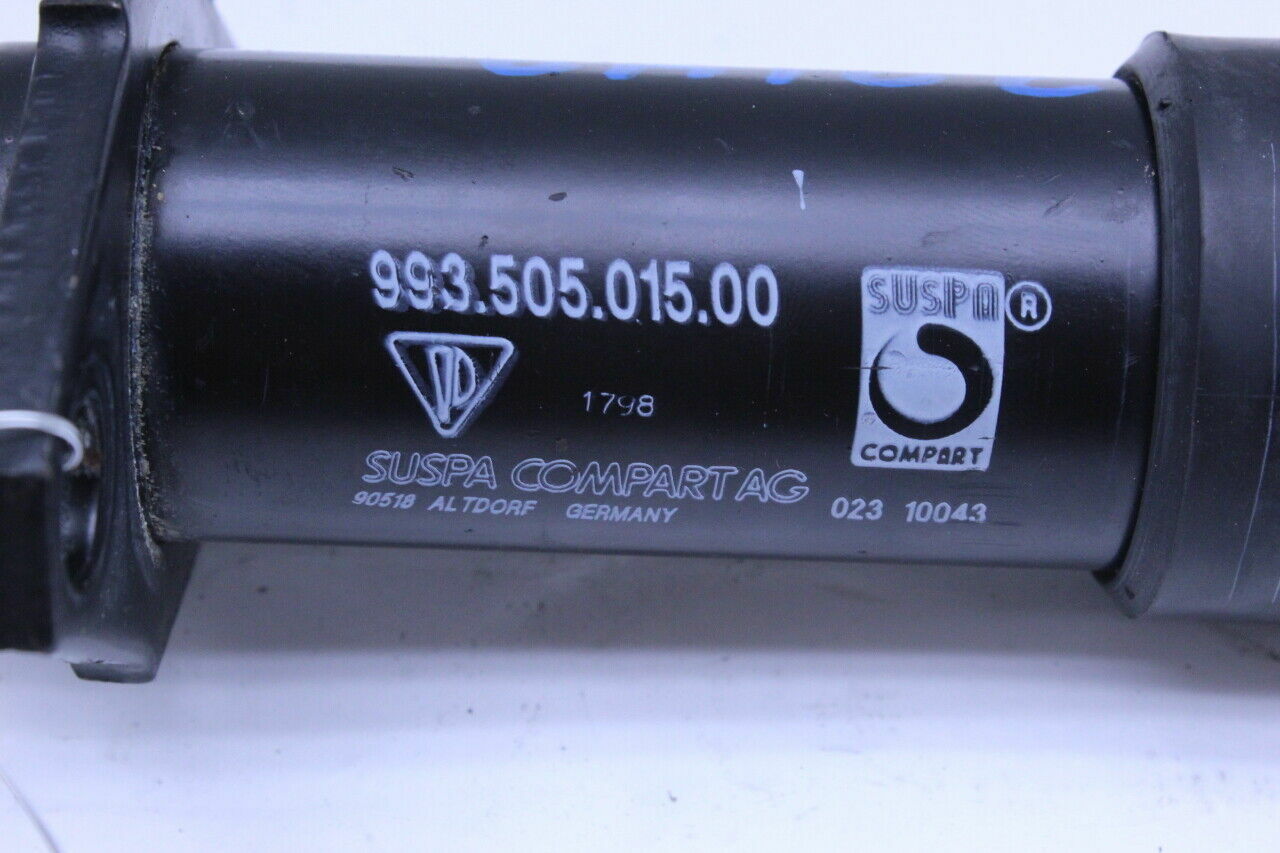 993.505.015.00
SUSPA®
1798
COMPART
SUSPA COMPART AG
90518 ALTDORF GERMANY
023 10043